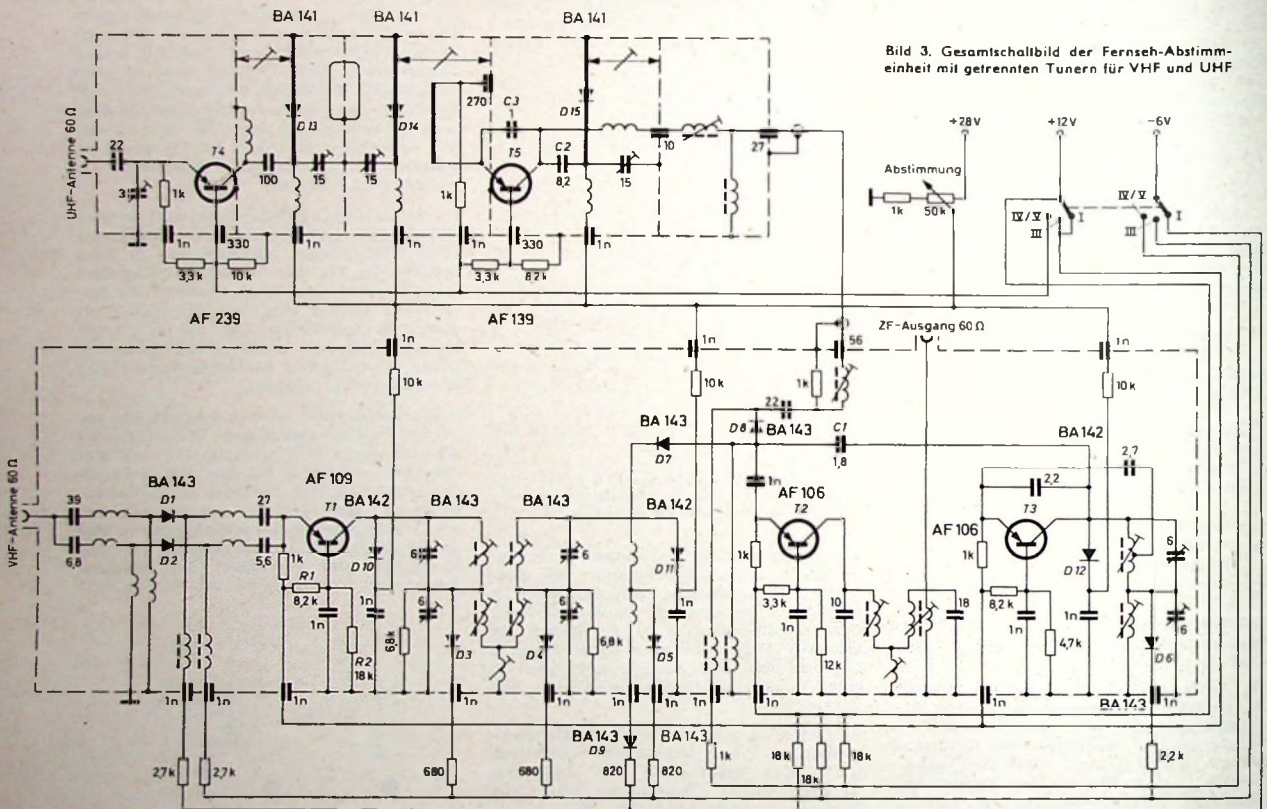 BA 141
BA 141
BA 141
Bild 3. Gesamtschaltbild der Fernseh-Abstimm-
einheit mit getrennten Tunern für VHF und UHF
UHF-Antenne 60 Ω
22
3
1k
T4
100
D13
15
15
D14
270
C3
1
T5
C2
8,2
1k
D15
15
10
27
+28V
+12V
-6V
Abstimmung
1k
50k
IV/V
III
I
IV/V
III
I
1n
330
1n
1n
1n
330
1n
3,3k
10k
3,3k
8,2k
AF 239
AF 139
ZF-Ausgang 60 Ω
1n
10k
1n
10k
1k
56
1n
10k
22
D8
BA 143
BA 143
D7
C1
1,8
BA 142
2,7
VHF-Antenne 60 Ω
39
6,8
BA 143
D1
D2
27
5,6
AF 109
T1
BA 142
BA 143
BA 143
BA 142
1n
AF 106
T2
2,2
AF 106
T3
1k
R1
8,2k
1n
R2
18k
D10
1n
6
6
6,8k
D3
D4
6
6
6,8k
D11
1n
D5
1k
3,3k
1n
12k
10
18
1k
8,2k
1n
4,7k
D12
1n
6
6
D6
1n
1n
1n
1n
1n
1n
1n
1n
1n
1n
1n
1n
BA 143
BA 143
D9
BA 143
2,7k
2,7k
680
680
820
820
1k
18k
18k
18k
2,2k